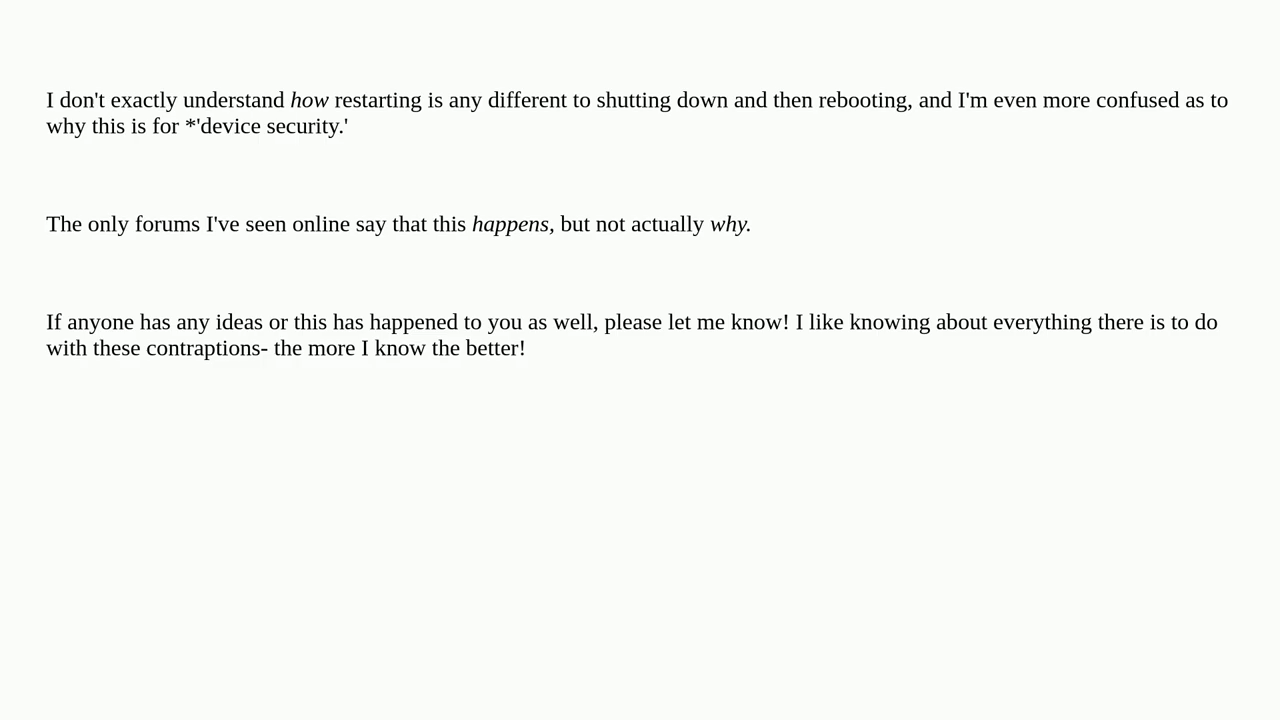 I don't exactly understand how restarting is any different to shutting down and then rebooting, and I'm even more confused as to
why this is for *'device security.'
The only forums I've seen online say that this happens, but not actually why.
If anyone has any ideas or this has happened to you as well, please let me know! I like knowing about everything there is to do
with these contraptions- the more I know the better!